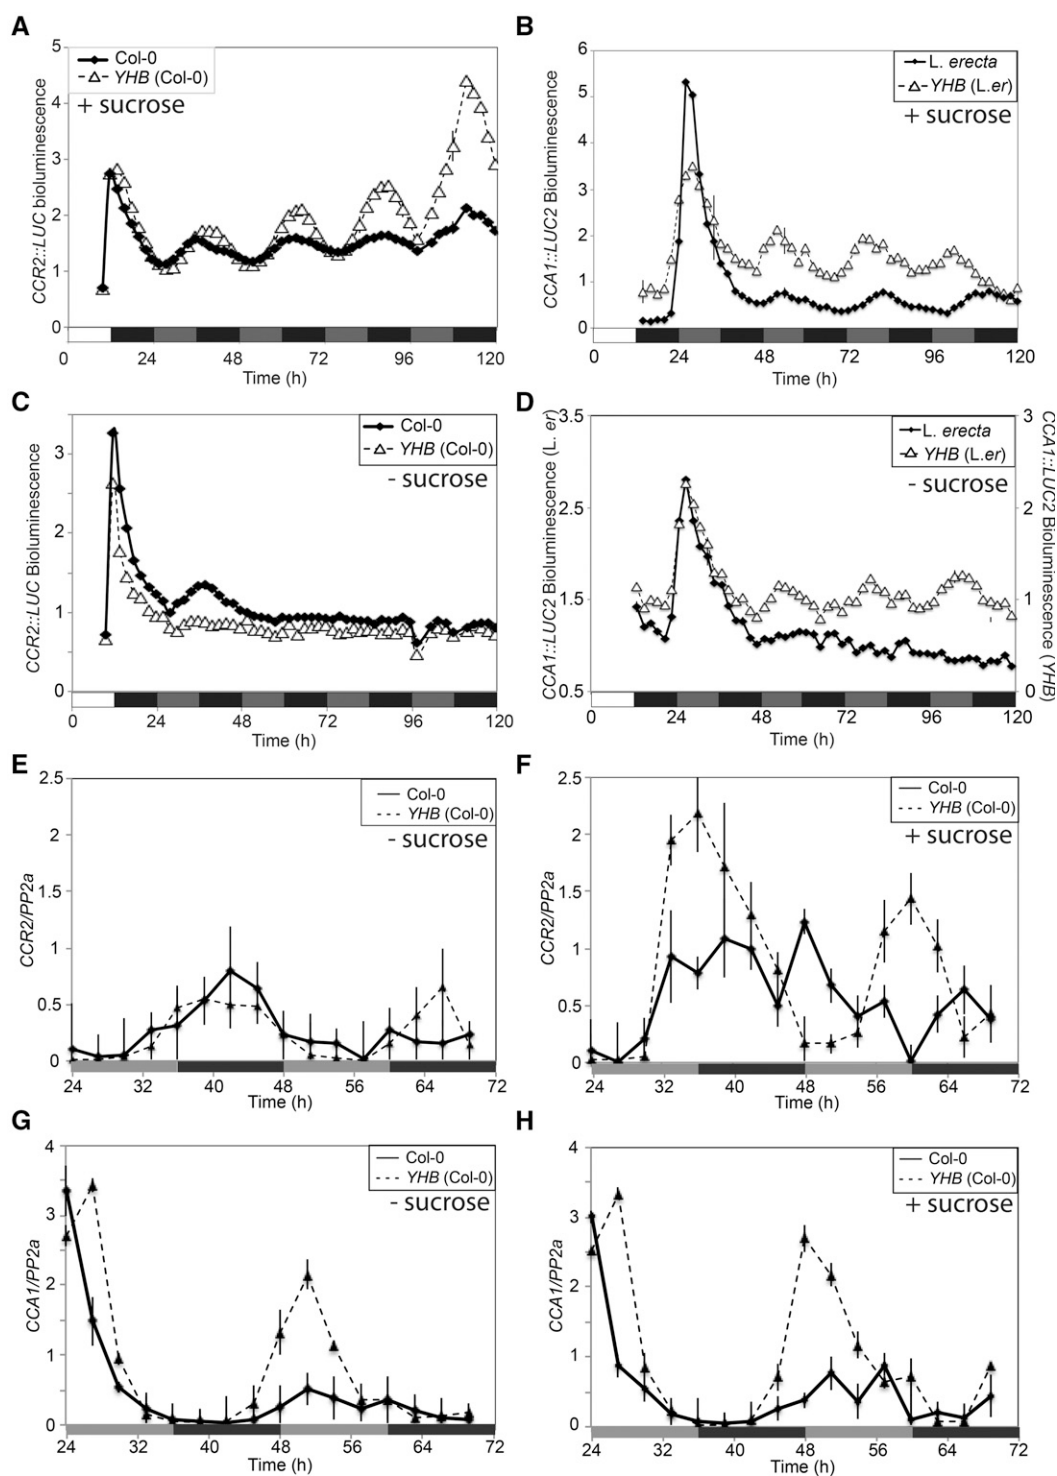 A
CCR2::LUC bioluminescence
5
4
3
2
1
0
Col-0
YHB (Col-0)
+ sucrose
0 24 48 72 96 120
Time (h)
B
CCA1::LUC2 Bioluminescence
6
5
4
3
2
1
0
L. erecta
YHB (L.er)
+ sucrose
0 24 48 72 96 120
Time (h)
C
CCR2::LUC Bioluminescence
3
2
1
0
Col-0
YHB (Col-0)
- sucrose
0 24 48 72 96 120
Time (h)
D
CCA1::LUC2 Bioluminescence (L. er)
3.5
2.5
1.5
0.5
L. erecta
YHB (L.er)
- sucrose
3
2
1
0
CCA1::LUC2 Bioluminescence (YHB)
0 24 48 72 96 120
Time (h)
E
CCR2/PP2a
2.5
2
1.5
1
0.5
0
Col-0
YHB (Col-0)
- sucrose
24 32 40 48 56 64 72
Time (h)
F
CCR2/PP2a
2.5
2
1.5
1
0.5
0
Col-0
YHB (Col-0)
+ sucrose
24 32 40 48 56 64 72
Time (h)
G
CCA1/PP2a
4
3
2
1
0
Col-0
YHB (Col-0)
- sucrose
24 32 40 48 56 64 72
Time (h)
H
CCA1/PP2a
4
3
2
1
0
Col-0
YHB (Col-0)
+ sucrose
24 32 40 48 56 64 72
Time (h)